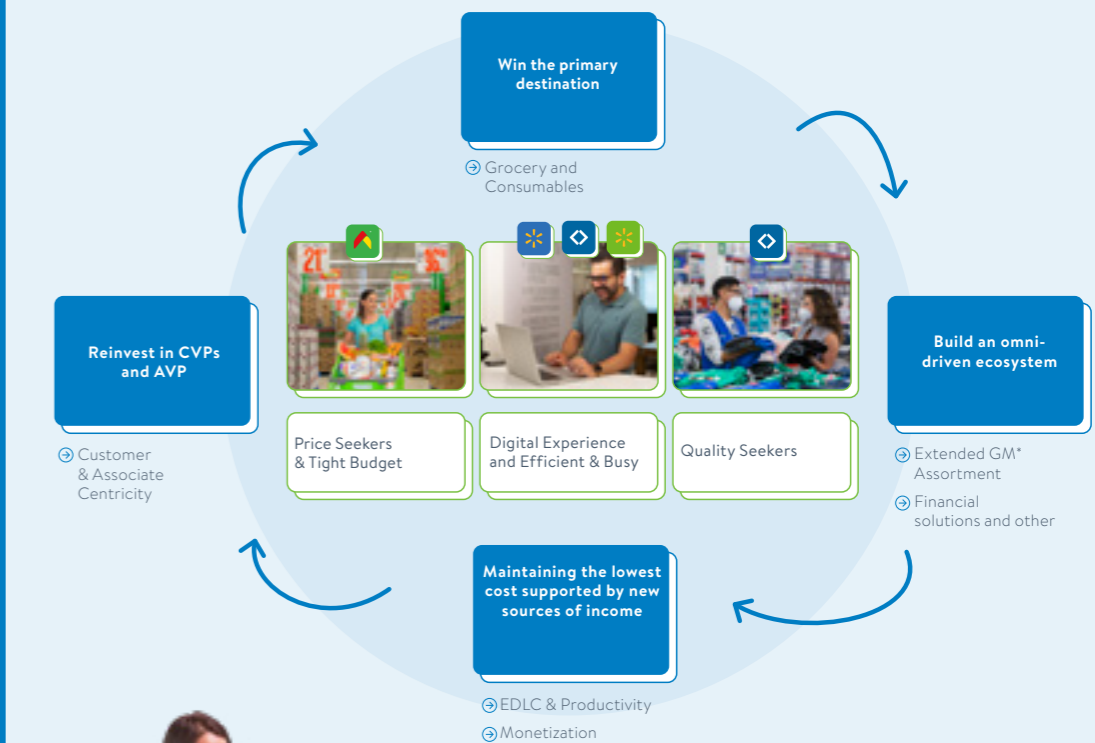 Win the primary
destination
Grocery and
Consumables
Reinvest in CVPs
and AVP
Customer
& Associate
Centricity
Price Seekers
& Tight Budget
Digital Experience
and Efficient & Busy
Quality Seekers
Build an omni-
driven ecosystem
Extended GM*
Assortment
Financial
solutions and other
Maintaining the lowest
cost supported by new
sources of income
EDLC & Productivity
Monetization